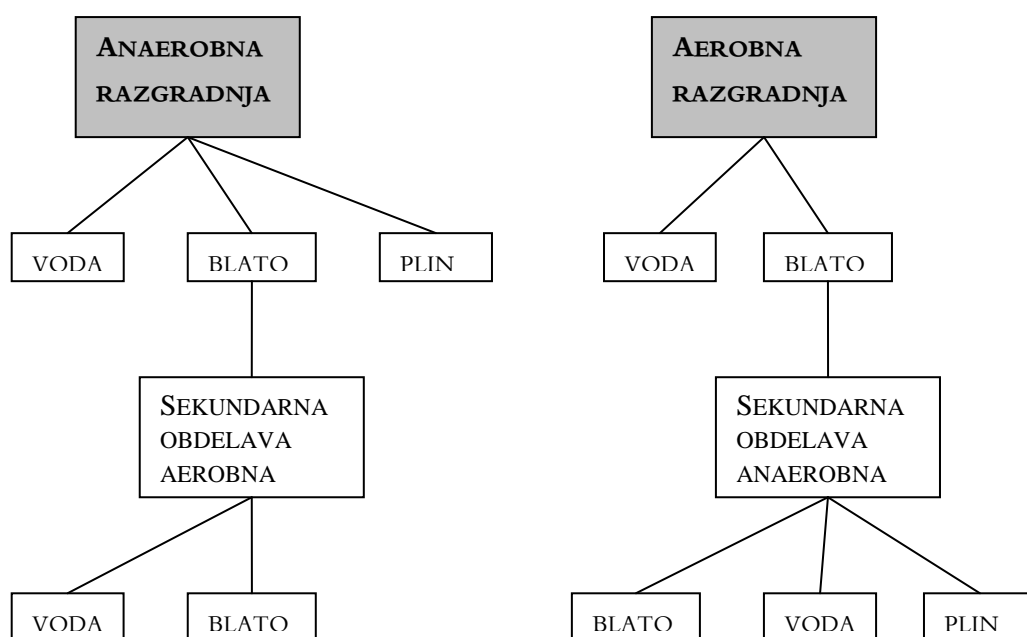 ANAEROBNA
RAZGRADNJA
AEROBNA
RAZGRADNJA
VODA
BLATO
PLIN
VODA
BLATO
SEKUNDARNA
OBDELAVA
AEROBNA
SEKUNDARNA
OBDELAVA
ANAEROBNA
VODA
BLATO
BLATO
VODA
PLIN